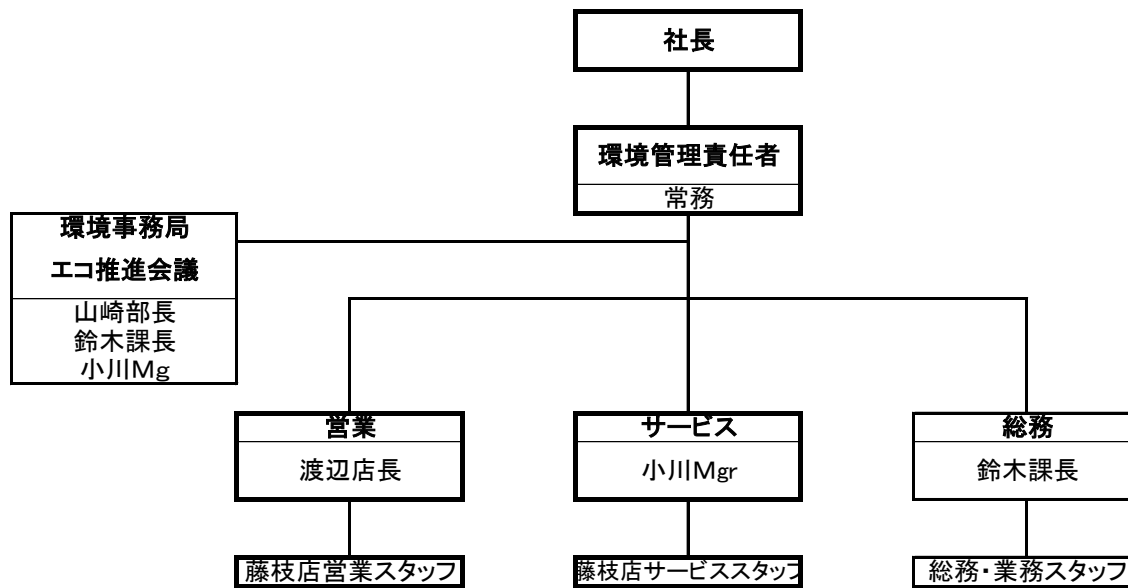 社長
環境管理責任者
常務
環境事務局
エコ推進会議
山崎部長
鈴木課長
小川Mg
営業
渡辺店長
サービス
小川Mgr
総務
鈴木課長
藤枝店営業スタッフ
藤枝店サービススタッフ
総務・業務スタッフ